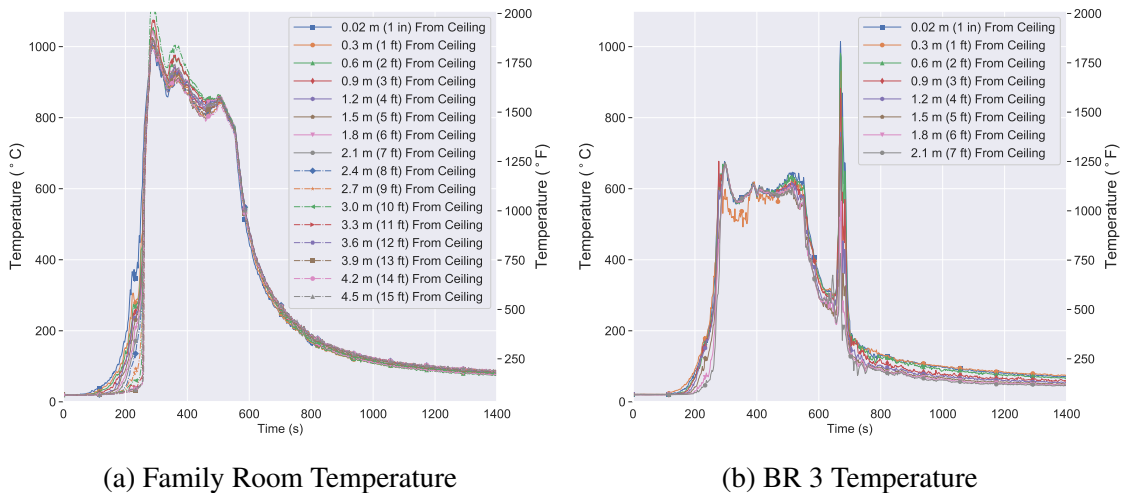 1000
800
600
400
200
0
Temperature (°C)
0 200 400 600 800 1000 1200 1400
Time (s)
2000
1750
1500
1250
1000
750
500
250
Temperature (°F)
0.02 m (1 in) From Ceiling
0.3 m (1 ft) From Ceiling
0.6 m (2 ft) From Ceiling
0.9 m (3 ft) From Ceiling
1.2 m (4 ft) From Ceiling
1.5 m (5 ft) From Ceiling
1.8 m (6 ft) From Ceiling
2.1 m (7 ft) From Ceiling
2.4 m (8 ft) From Ceiling
2.7 m (9 ft) From Ceiling
3.0 m (10 ft) From Ceiling
3.3 m (11 ft) From Ceiling
3.6 m (12 ft) From Ceiling
3.9 m (13 ft) From Ceiling
4.2 m (14 ft) From Ceiling
4.5 m (15 ft) From Ceiling
(a) Family Room Temperature
1000
800
600
400
200
0
Temperature (°C)
0 200 400 600 800 1000 1200 1400
Time (s)
2000
1750
1500
1250
1000
750
500
250
Temperature (°F)
0.02 m (1 in) From Ceiling
0.3 m (1 ft) From Ceiling
0.6 m (2 ft) From Ceiling
0.9 m (3 ft) From Ceiling
1.2 m (4 ft) From Ceiling
1.5 m (5 ft) From Ceiling
1.8 m (6 ft) From Ceiling
2.1 m (7 ft) From Ceiling
(b) BR 3 Temperature